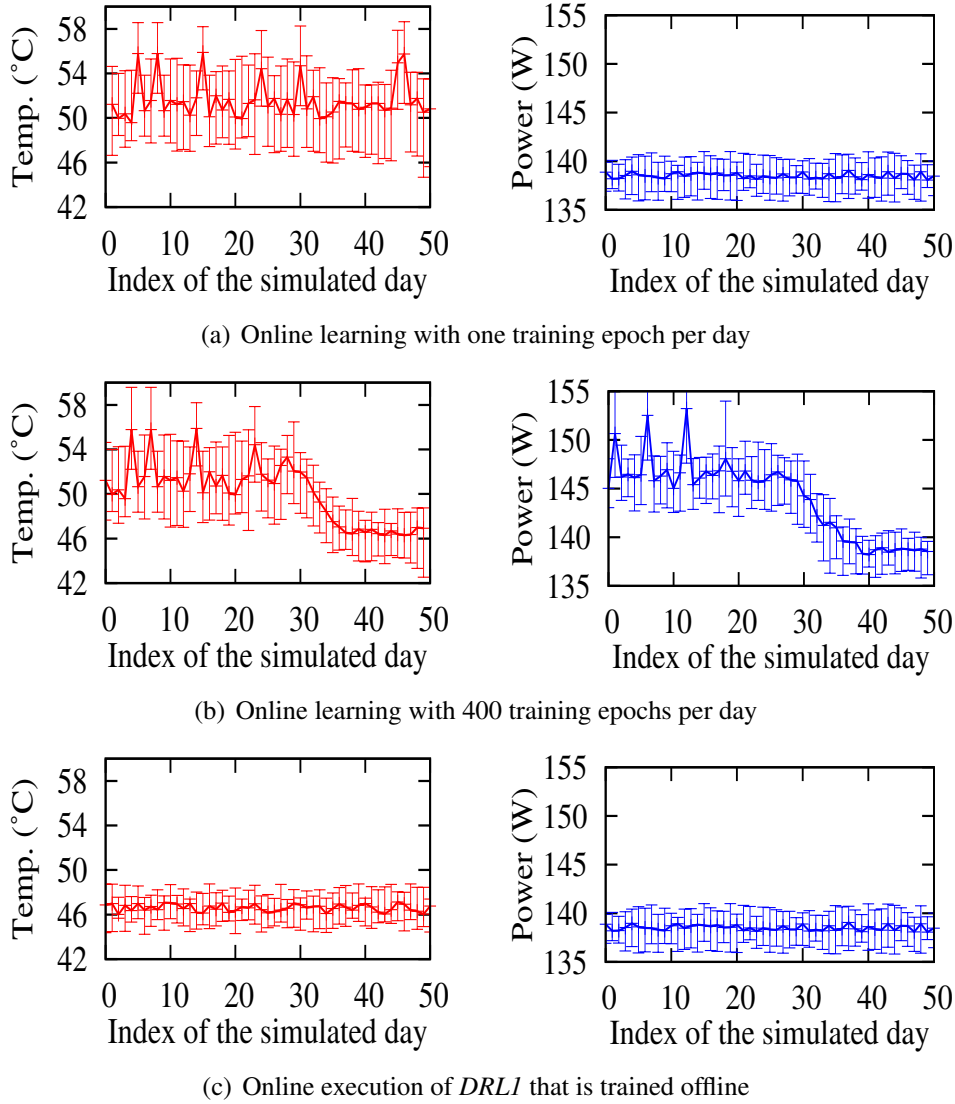 58
54
50
46
42
Temp. (˚C)
0 10 20 30 40 50
Index of the simulated day
155
150
145
140
135
Power (W)
0 10 20 30 40 50
Index of the simulated day
(a) Online learning with one training epoch per day
58
54
50
46
42
Temp. (˚C)
0 10 20 30 40 50
Index of the simulated day
155
150
145
140
135
Power (W)
0 10 20 30 40 50
Index of the simulated day
(b) Online learning with 400 training epochs per day
58
54
50
46
42
Temp. (˚C)
0 10 20 30 40 50
Index of the simulated day
155
150
145
140
135
Power (W)
0 10 20 30 40 50
Index of the simulated day
(c) Online execution of DRL1 that is trained offline